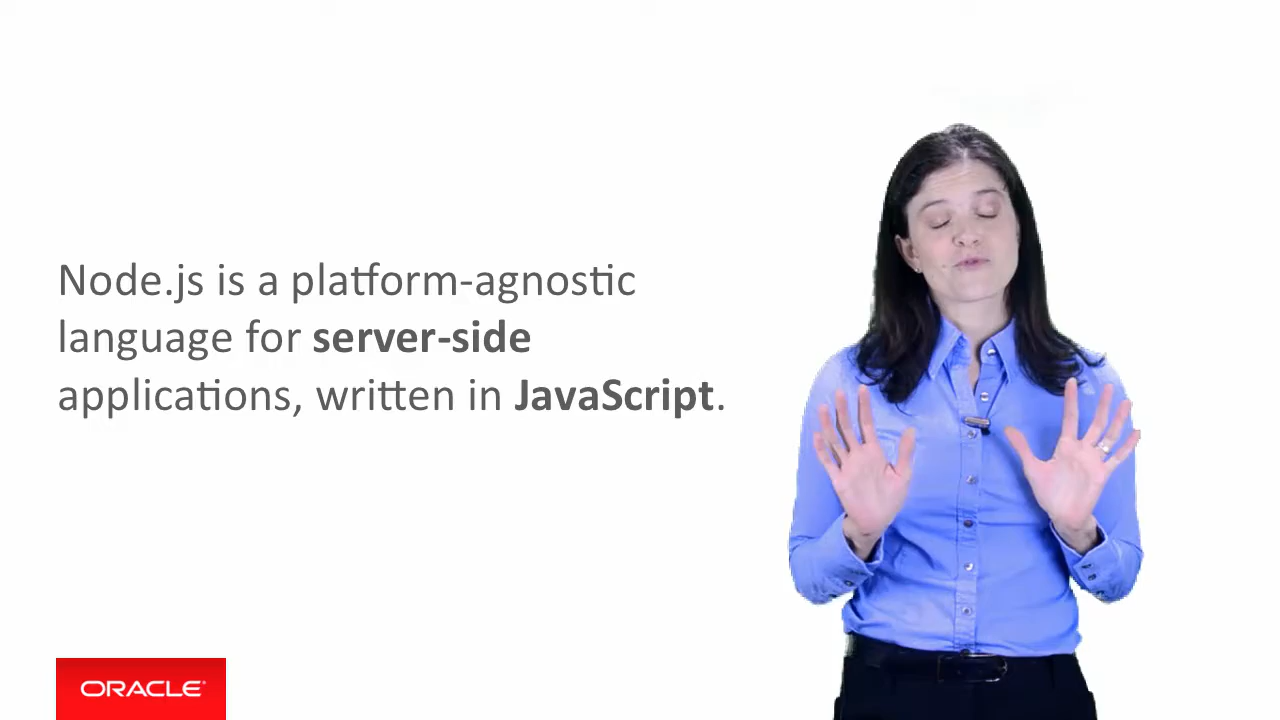 Node.js is a platform-agnostic
language for server-side
applications, written in JavaScript.
ORACLE®